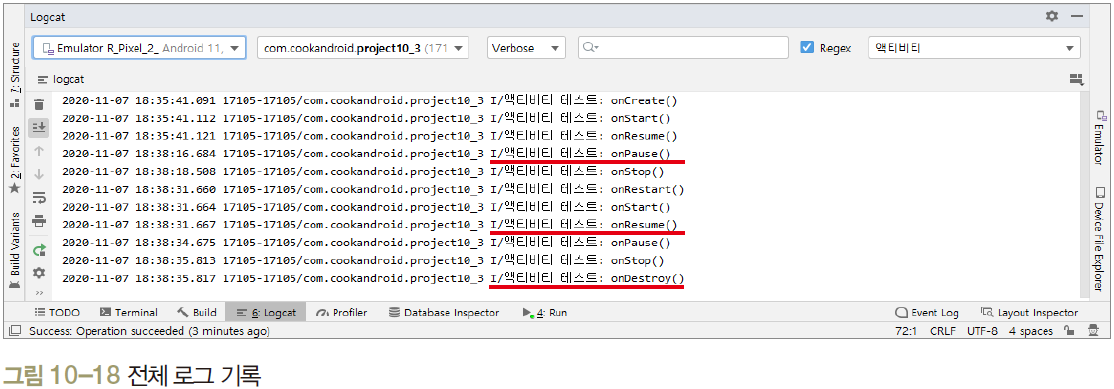 Logcat
Emulator R_Pixel_2_ Android 11, com.cookandroid.project10_3 (171 Verbose Regex 액티비티
logcat
2020-11-07 18:35:41.091 17105-17105/com.cookandroid.project10_3 I/액티비티 테스트: onCreate()
2020-11-07 18:35:41.112 17105-17105/com.cookandroid.project10_3 I/액티비티 테스트: onStart()
2020-11-07 18:35:41.121 17105-17105/com.cookandroid.project10_3 I/액티비티 테스트: onResume()
2020-11-07 18:38:16.684 17105-17105/com.cookandroid.project10_3 I/액티비티 테스트: onPause()
2020-11-07 18:38:18.508 17105-17105/com.cookandroid.project10_3 I/액티비티 테스트: onStop()
2020-11-07 18:38:31.660 17105-17105/com.cookandroid.project10_3 I/액티비티 테스트: onRestart()
2020-11-07 18:38:31.664 17105-17105/com.cookandroid.project10_3 I/액티비티 테스트: onStart()
2020-11-07 18:38:31.667 17105-17105/com.cookandroid.project10_3 I/액티비티 테스트: onResume()
2020-11-07 18:38:34.675 17105-17105/com.cookandroid.project10_3 I/액티비티 테스트: onPause()
2020-11-07 18:38:35.813 17105-17105/com.cookandroid.project10_3 I/액티비티 테스트: onStop()
2020-11-07 18:38:35.817 17105-17105/com.cookandroid.project10_3 I/액티비티 테스트: onDestroy()
7: Structure
2: Favorites
Build Variants
Emulator
Device File Explorer
TODO Terminal Build 6: Logcat Profiler Database Inspector 4: Run Event Log Layout Inspector
Success: Operation succeeded (3 minutes ago) 72:1 CRLF UTF-8 4 spaces
그림 10-18 전체 로그 기록